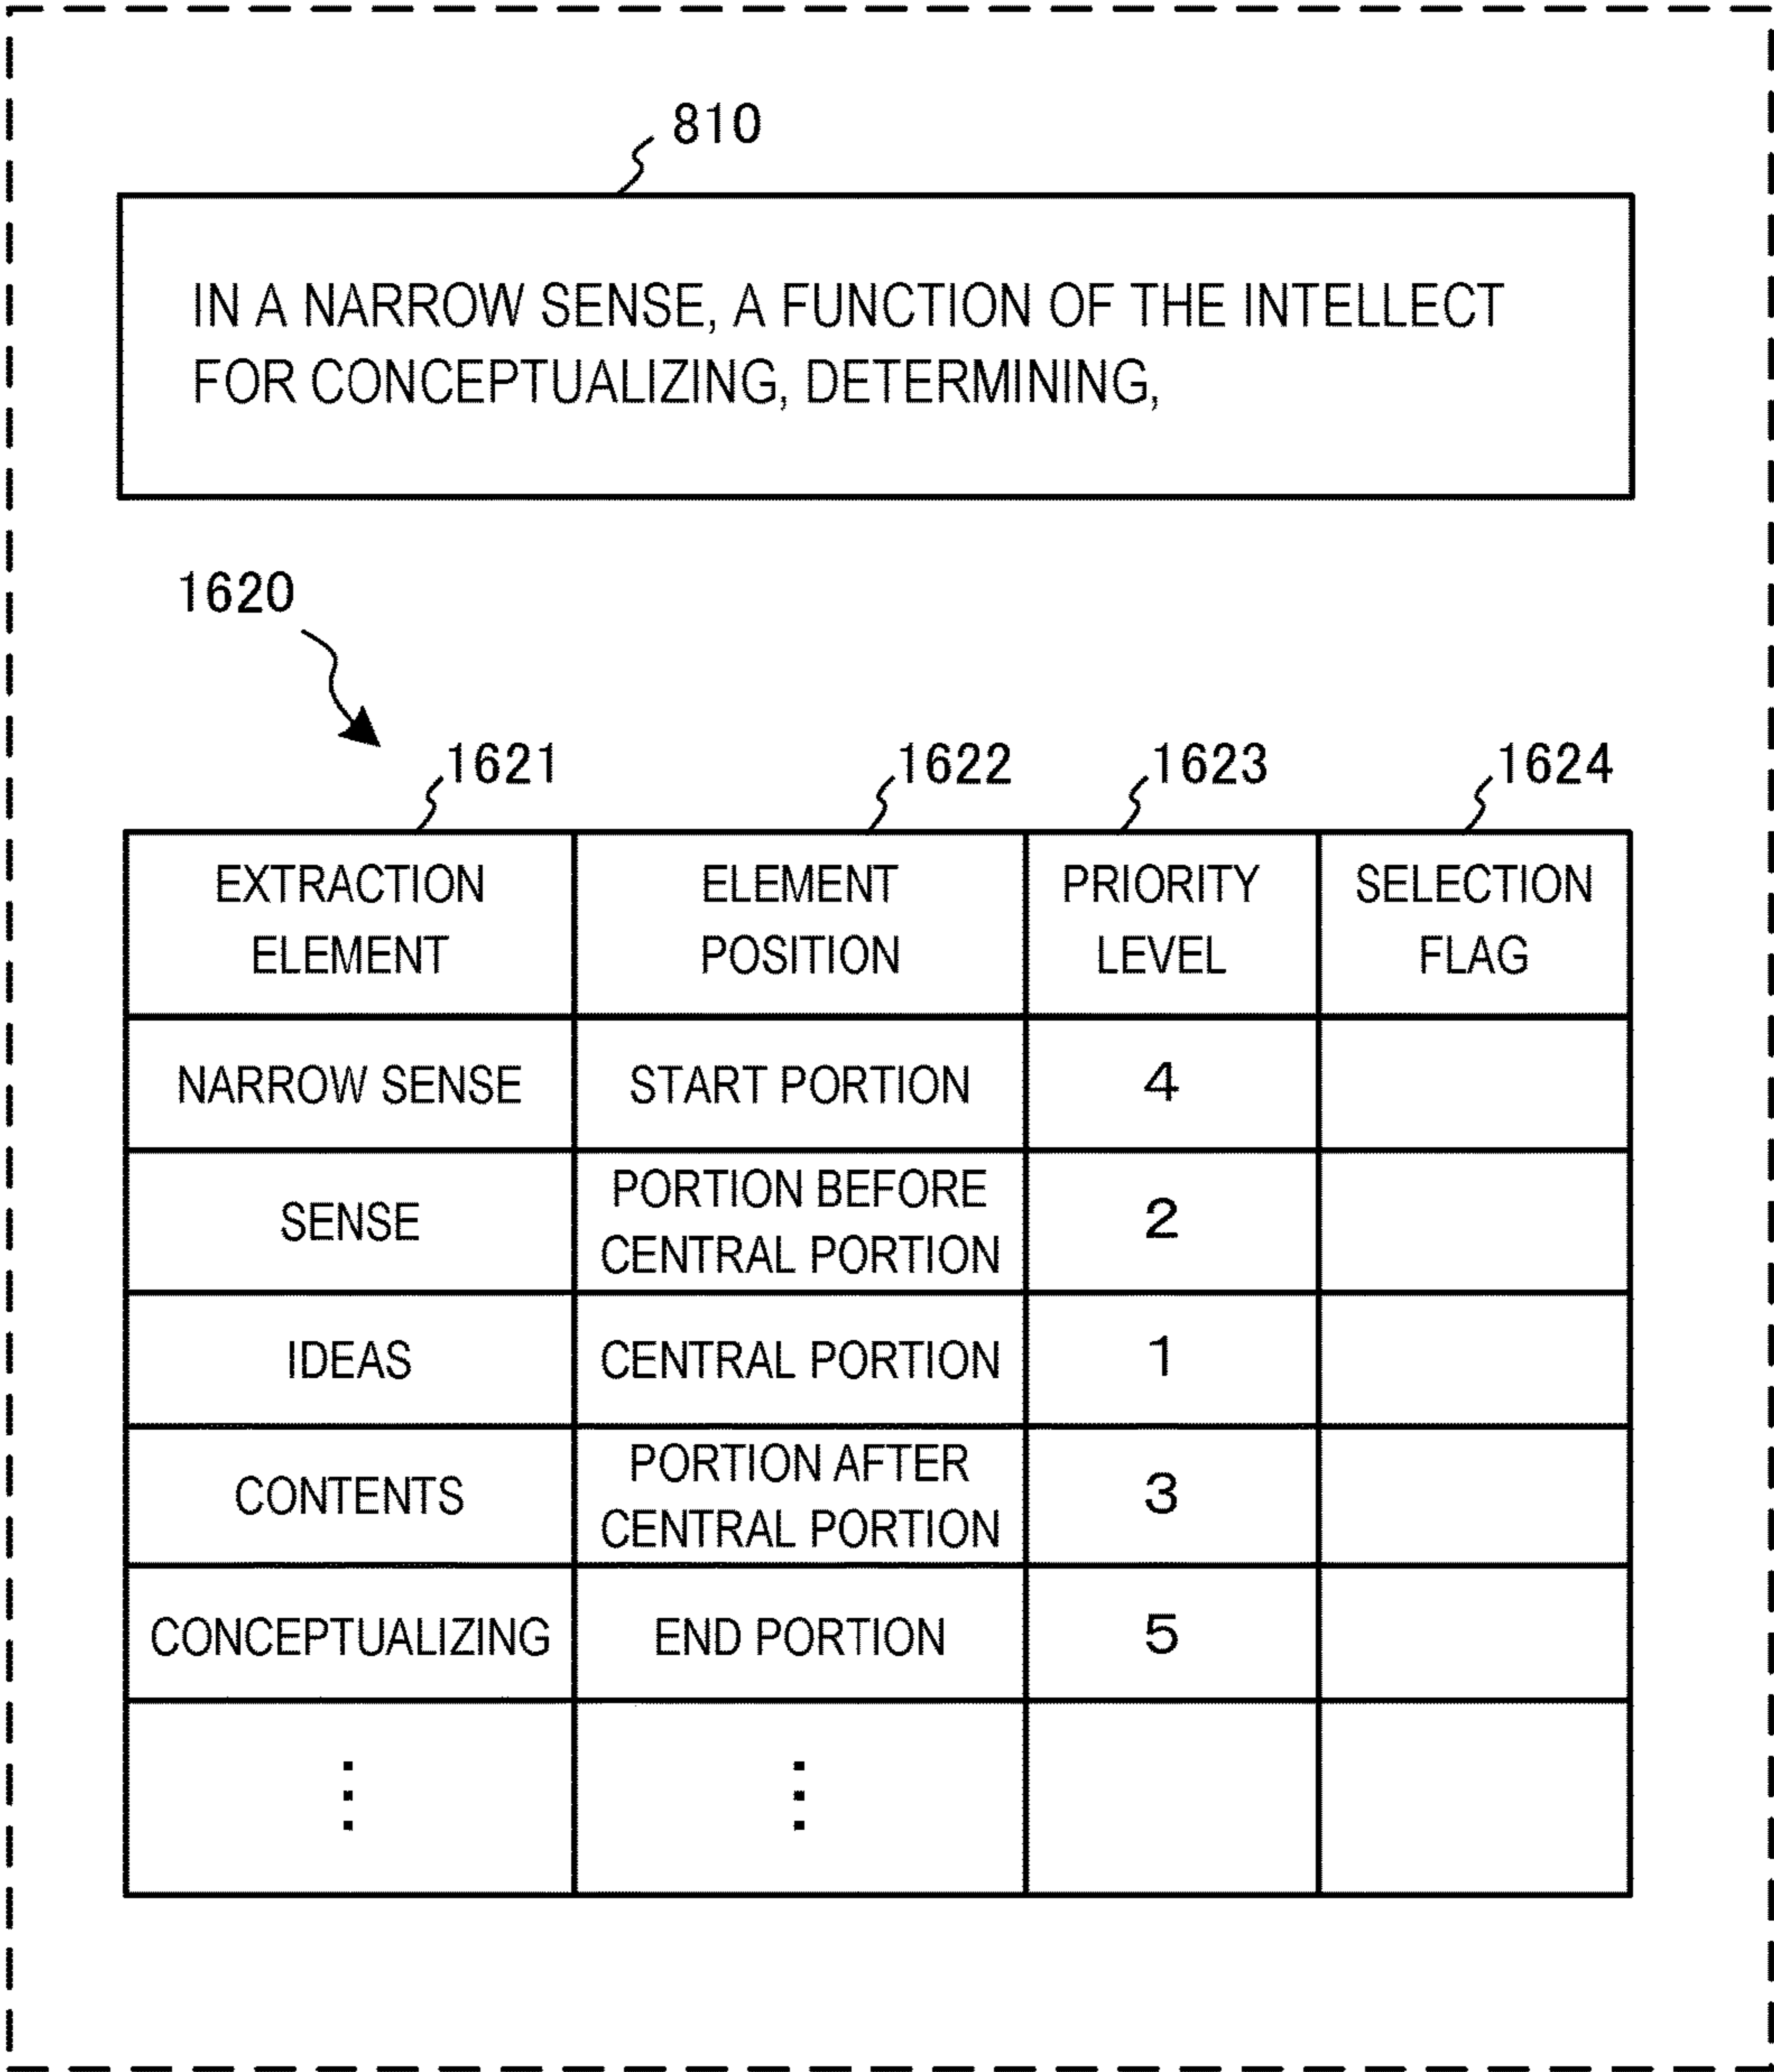 810
IN A NARROW SENSE, A FUNCTION OF THE INTELLECT
FOR CONCEPTUALIZING, DETERMINING,
1620
1621 1622 1623 1624
EXTRACTION ELEMENT PRIORITY SELECTION
ELEMENT POSITION LEVEL FLAG
NARROW SENSE START PORTION 4
PORTION BEFORE
SENSE 2
CENTRAL PORTION
IDEAS CENTRAL PORTION 1
PORTION AFTER
CONTENTS 3
CENTRAL PORTION
CONCEPTUALIZING END PORTION 5